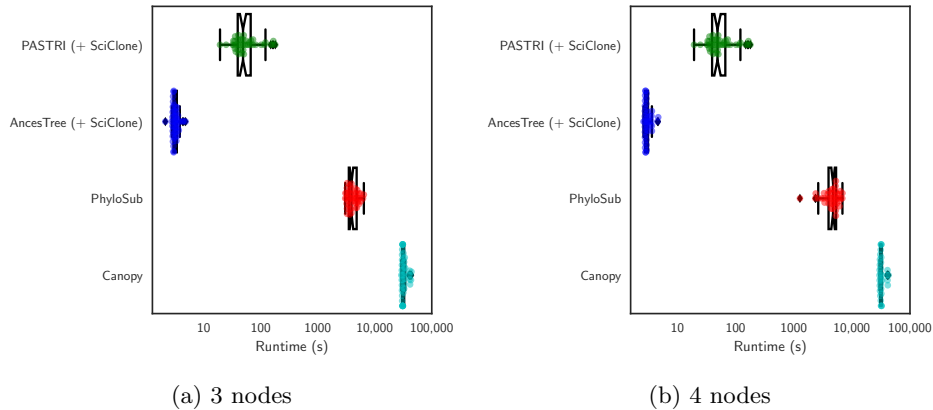 PASTRI (+ SciClone)
AncesTree (+ SciClone)
PhyloSub
Canopy
10 100 1000 10,000 100,000
Runtime (s)
(a) 3 nodes
PASTRI (+ SciClone)
AncesTree (+ SciClone)
PhyloSub
Canopy
10 100 1000 10,000 100,000
Runtime (s)
(b) 4 nodes